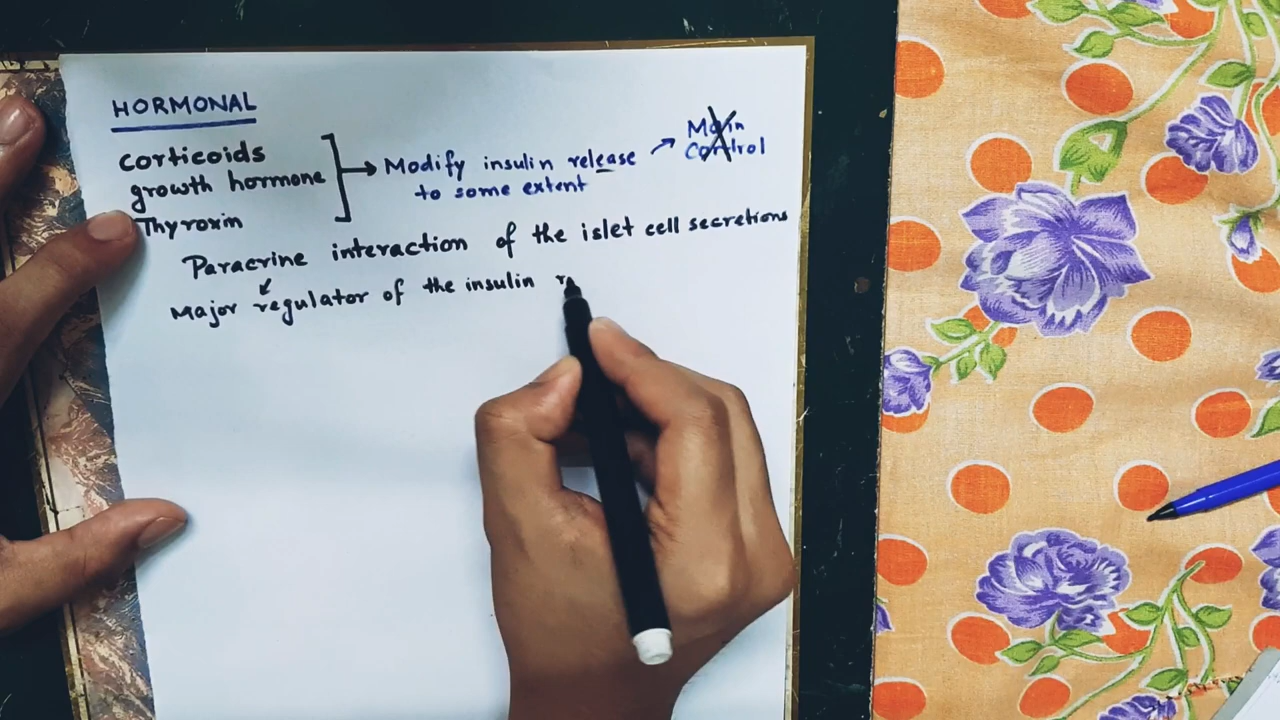 HORMONAL
Corticoids
growth hormone
Thyroxin
Modify insulin release
to some extent
Main
Control
Paracrine interaction of the islet cell secretions
Major regulator of the insulin